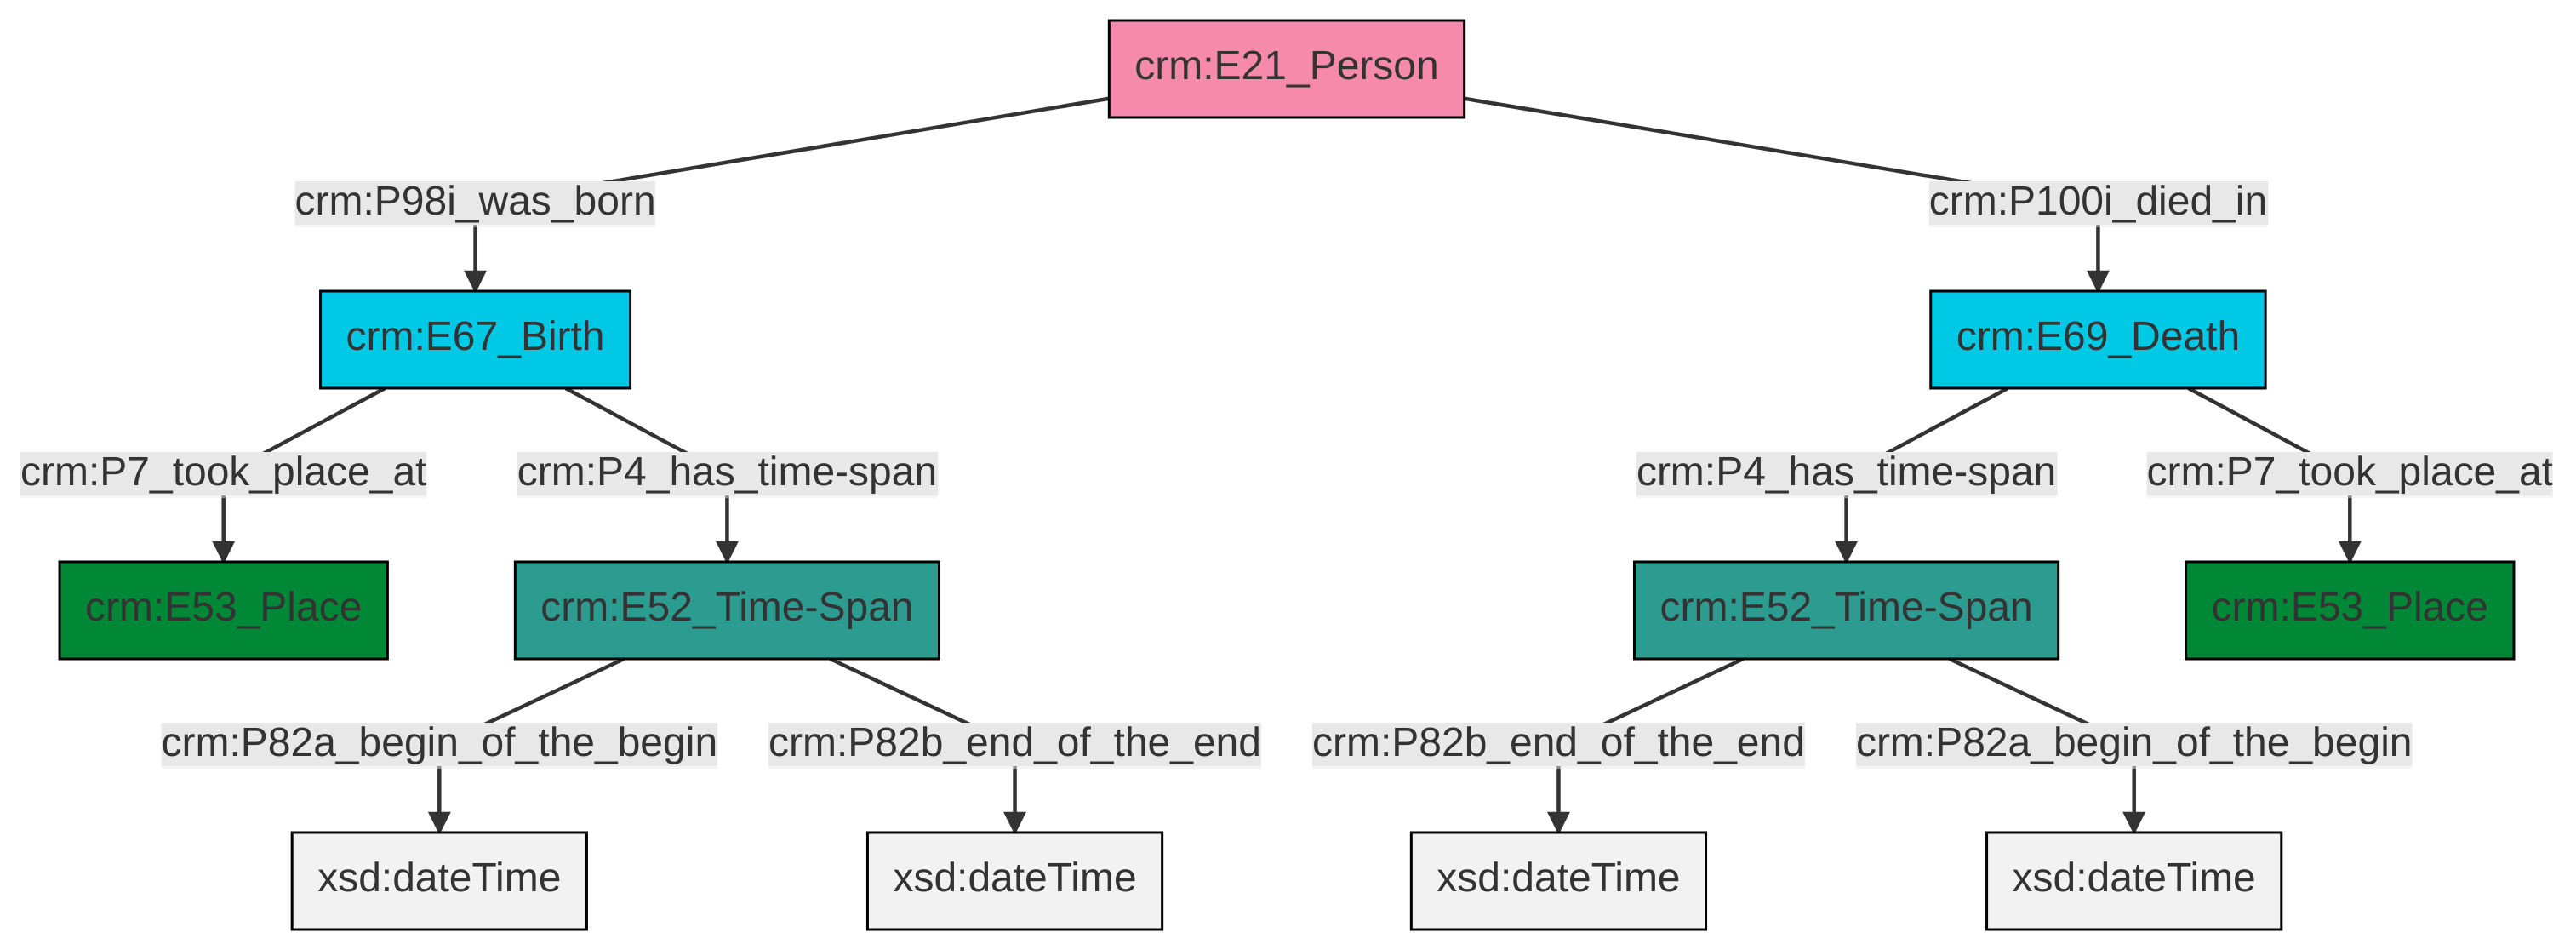 crm:E21_Person
crm:P98i_was_born
crm:P100i_died_in
crm:E67_Birth
crm:E69_Death
crm:P7_took_place_at
crm:P4_has_time-span
crm:P4_has_time-span
crm:P7_took_place_at
crm:E53_Place
crm:E52_Time-Span
crm:E52_Time-Span
crm:E53_Place
crm:P82a_begin_of_the_begin
crm:P82b_end_of_the_end
crm:P82b_end_of_the_end
crm:P82a_begin_of_the_begin
xsd:dateTime
xsd:dateTime
xsd:dateTime
xsd:dateTime